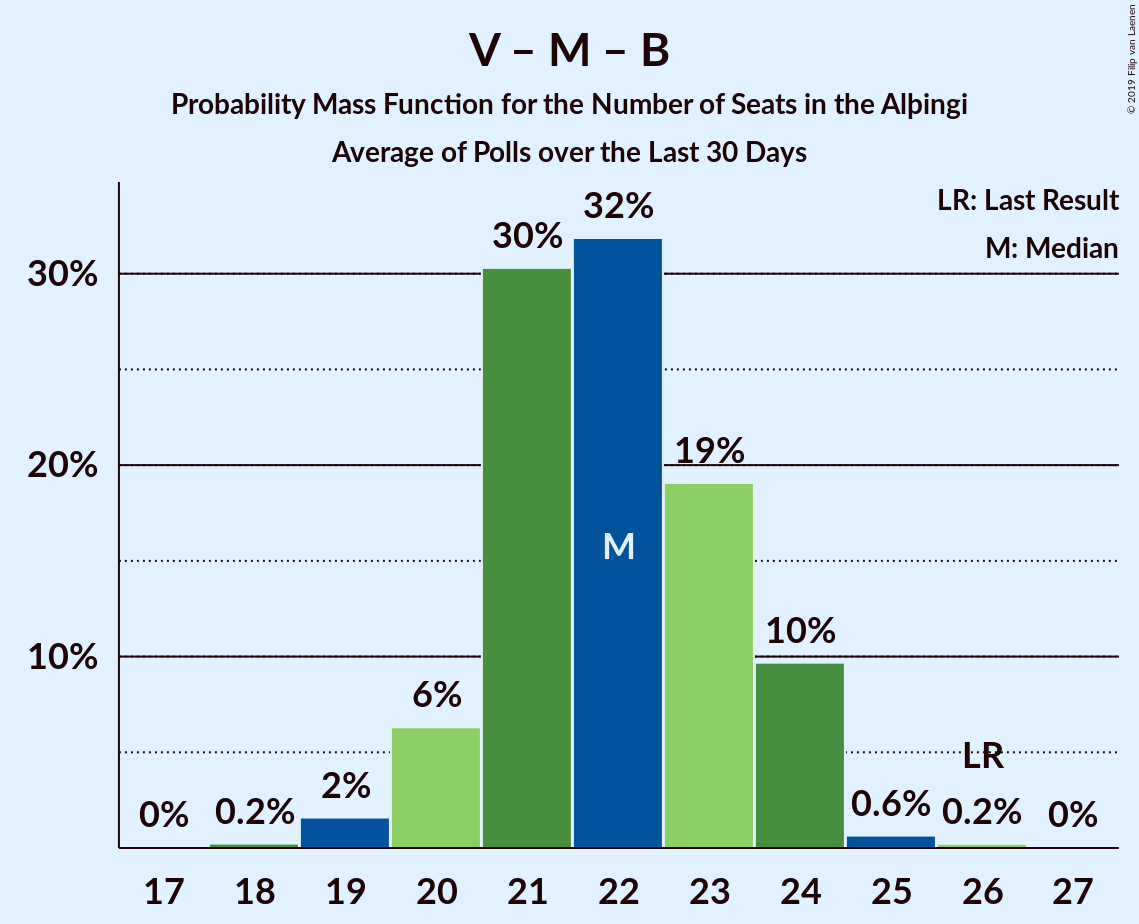 V – M – B
Probability Mass Function for the Number of Seats in the Alþingi
Average of Polls over the Last 30 Days
© 2019 Filip van Laenen
LR: Last Result
M: Median
30%
20%
10%
0%
0.2%
2%
6%
30%
32%
19%
10%
0.6%
0.2%
0%
M
LR
17 18 19 20 21 22 23 24 25 26 27